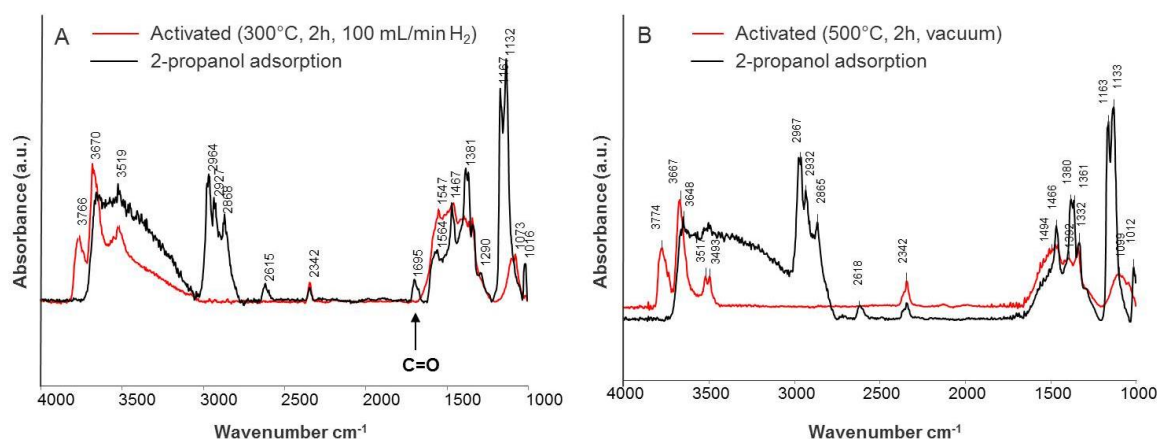 A
Activated (300°C, 2h, 100 mL/min H₂)
2-propanol adsorption
Absorbance (a.u.)
3766
3670
3519
2964
2927
2868
2615
2342
1695
1547
1564
1467
1381
1290
1167
1132
1073
1016
C=O
4000 3500 3000 2500 2000 1500 1000
Wavenumber cm⁻¹
B
Activated (500°C, 2h, vacuum)
2-propanol adsorption
Absorbance (a.u.)
3774
3667
3648
3517
3493
2967
2932
2865
2618
2342
1494
1466
1392
1380
1361
1332
1163
1133
1099
1012
4000 3500 3000 2500 2000 1500 1000
Wavenumber cm⁻¹